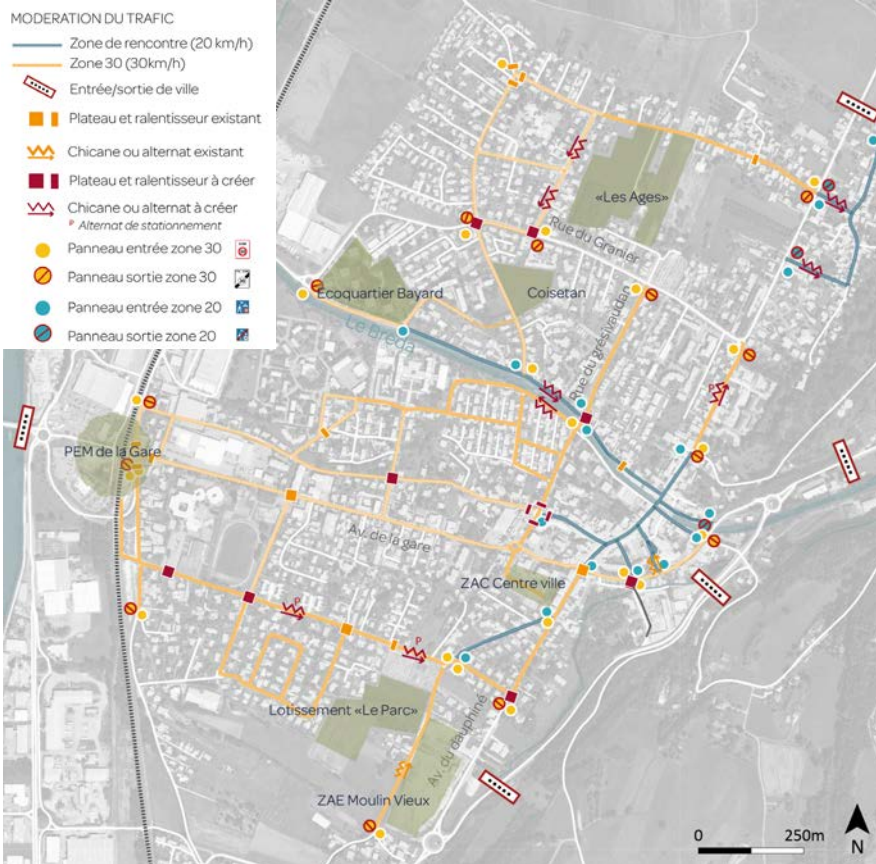 MODERATION DU TRAFIC
Zone de rencontre (20 km/h)
Zone 30 (30km/h)
Entrée/sortie de ville
Plateau et ralentisseur existant
Chicane ou alternat existant
Plateau et ralentisseur à créer
Chicane ou alternat à créer
P Alternat de stationnement
Panneau entrée zone 30
Panneau sortie zone 30
Panneau entrée zone 20
Panneau sortie zone 20
«Les Ages»
Rue du Granier
Ecoquartier Bayard
Coisetan
Le Bréda
Rue du grésivaudan
P
PEM de la Gare
Av. de la gare
ZAC Centre ville
P
P
Lotissement «Le Parc»
Av. du dauphiné
ZAE Moulin Vieux
0 250m
N